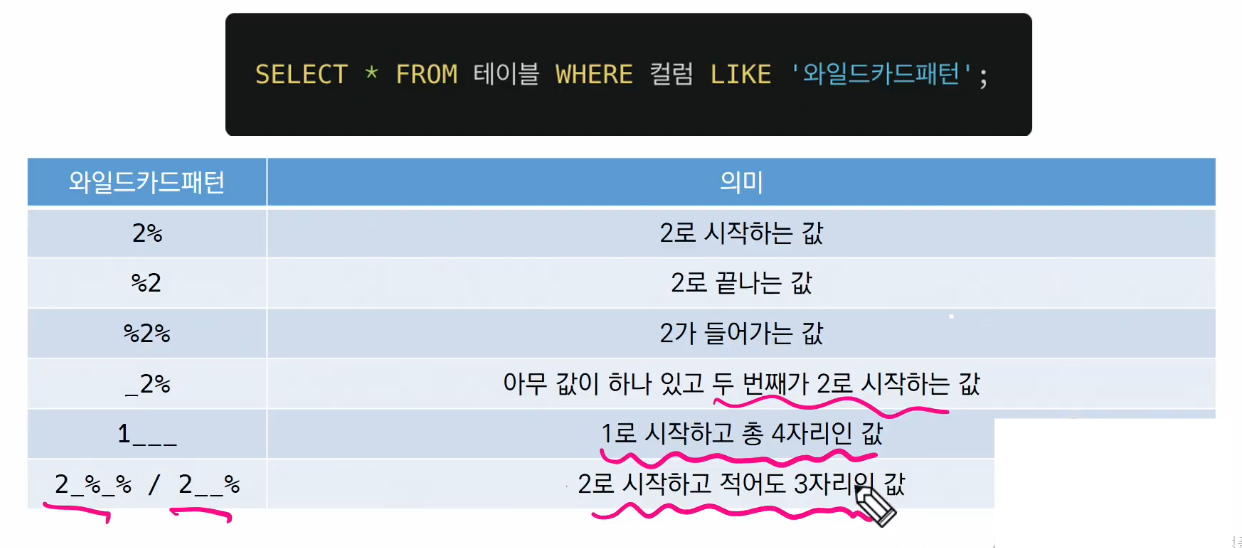 SELECT * FROM 테이블 WHERE 컬럼 LIKE '와일드카드패턴';
와일드카드패턴 의미
2% 2로 시작하는 값
%2 2로 끝나는 값
%2% 2가 들어가는 값
_2% 아무 값이 하나 있고 두 번째가 2로 시작하는 값
1___ 1로 시작하고 총 4자리인 값
2_%_% / 2__% 2로 시작하고 적어도 3자리인 값